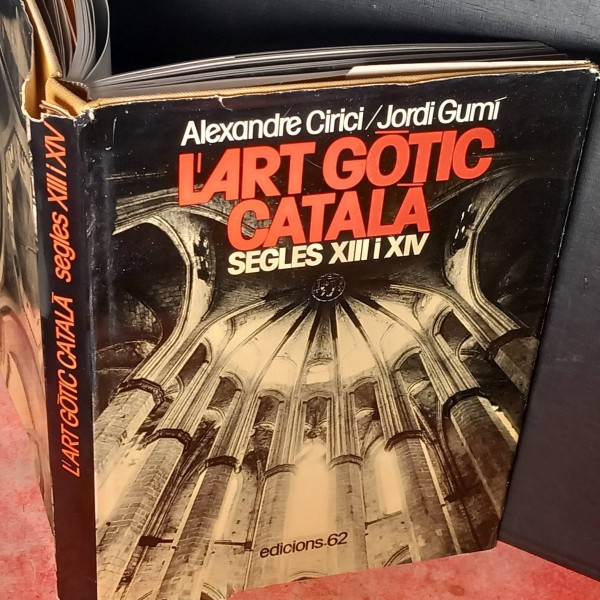 Alexandre Cirici/Jordi Gumí
L'ART GÒTIC
CATALÀ
SEGLES XIII i XIV
edicions 62
L'ART GÒTIC CATALÀ segles XIII i XIV